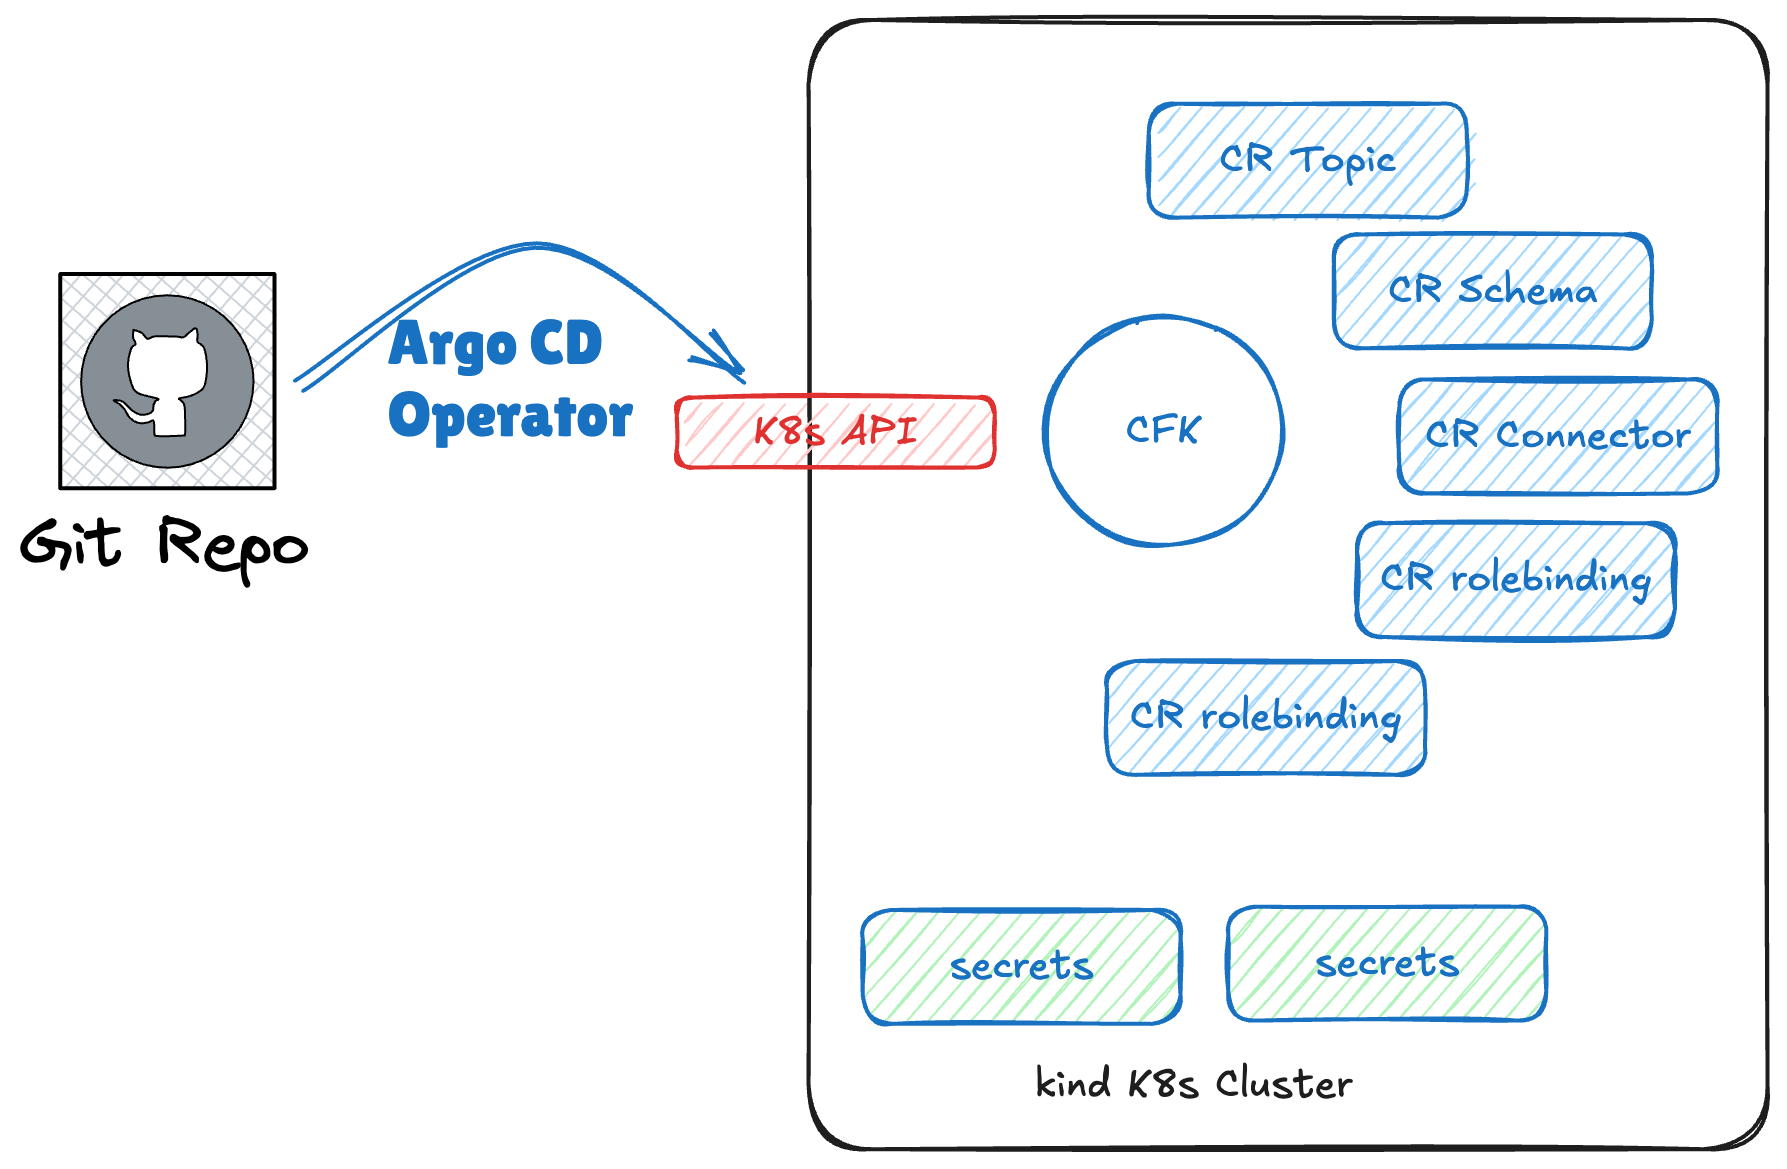 CR Topic
CR Schema
Argo CD
Operator
K8s API
CFK
CR Connector
Git Repo
CR rolebinding
CR rolebinding
secrets
secrets
kind K8s Cluster